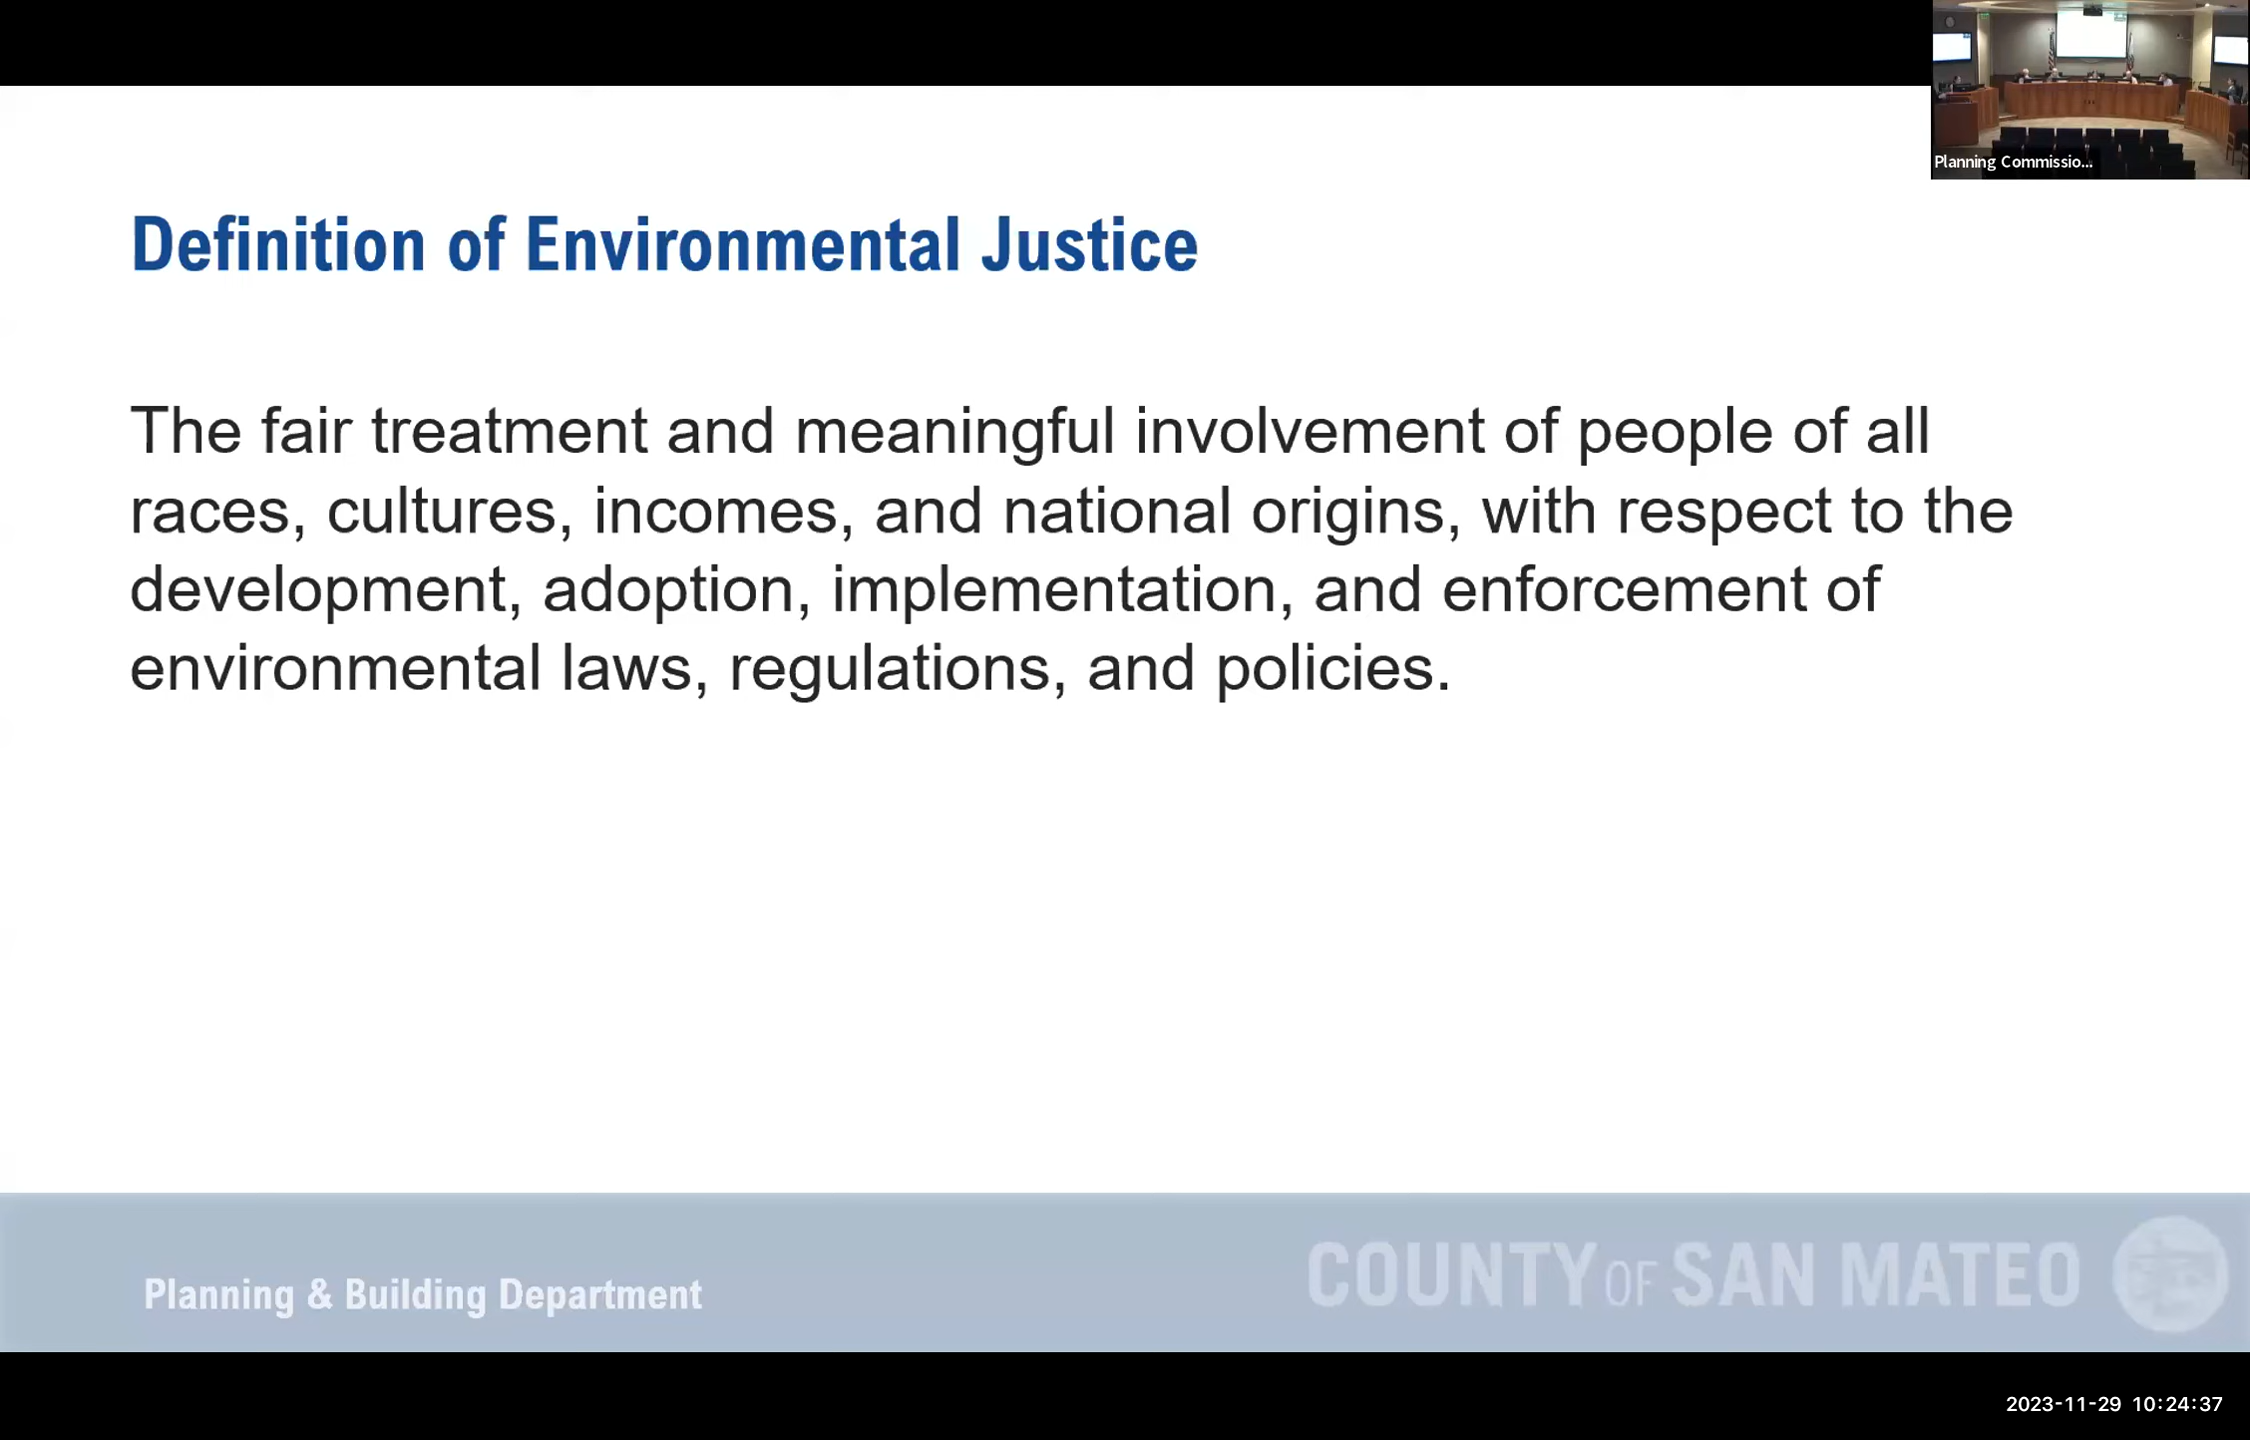 Planning Commissio...
Definition of Environmental Justice
The fair treatment and meaningful involvement of people of all
races, cultures, incomes, and national origins, with respect to the
development, adoption, implementation, and enforcement of
environmental laws, regulations, and policies.
Planning & Building Department
COUNTY OF SAN MATEO
2023-11-29 10:24:37